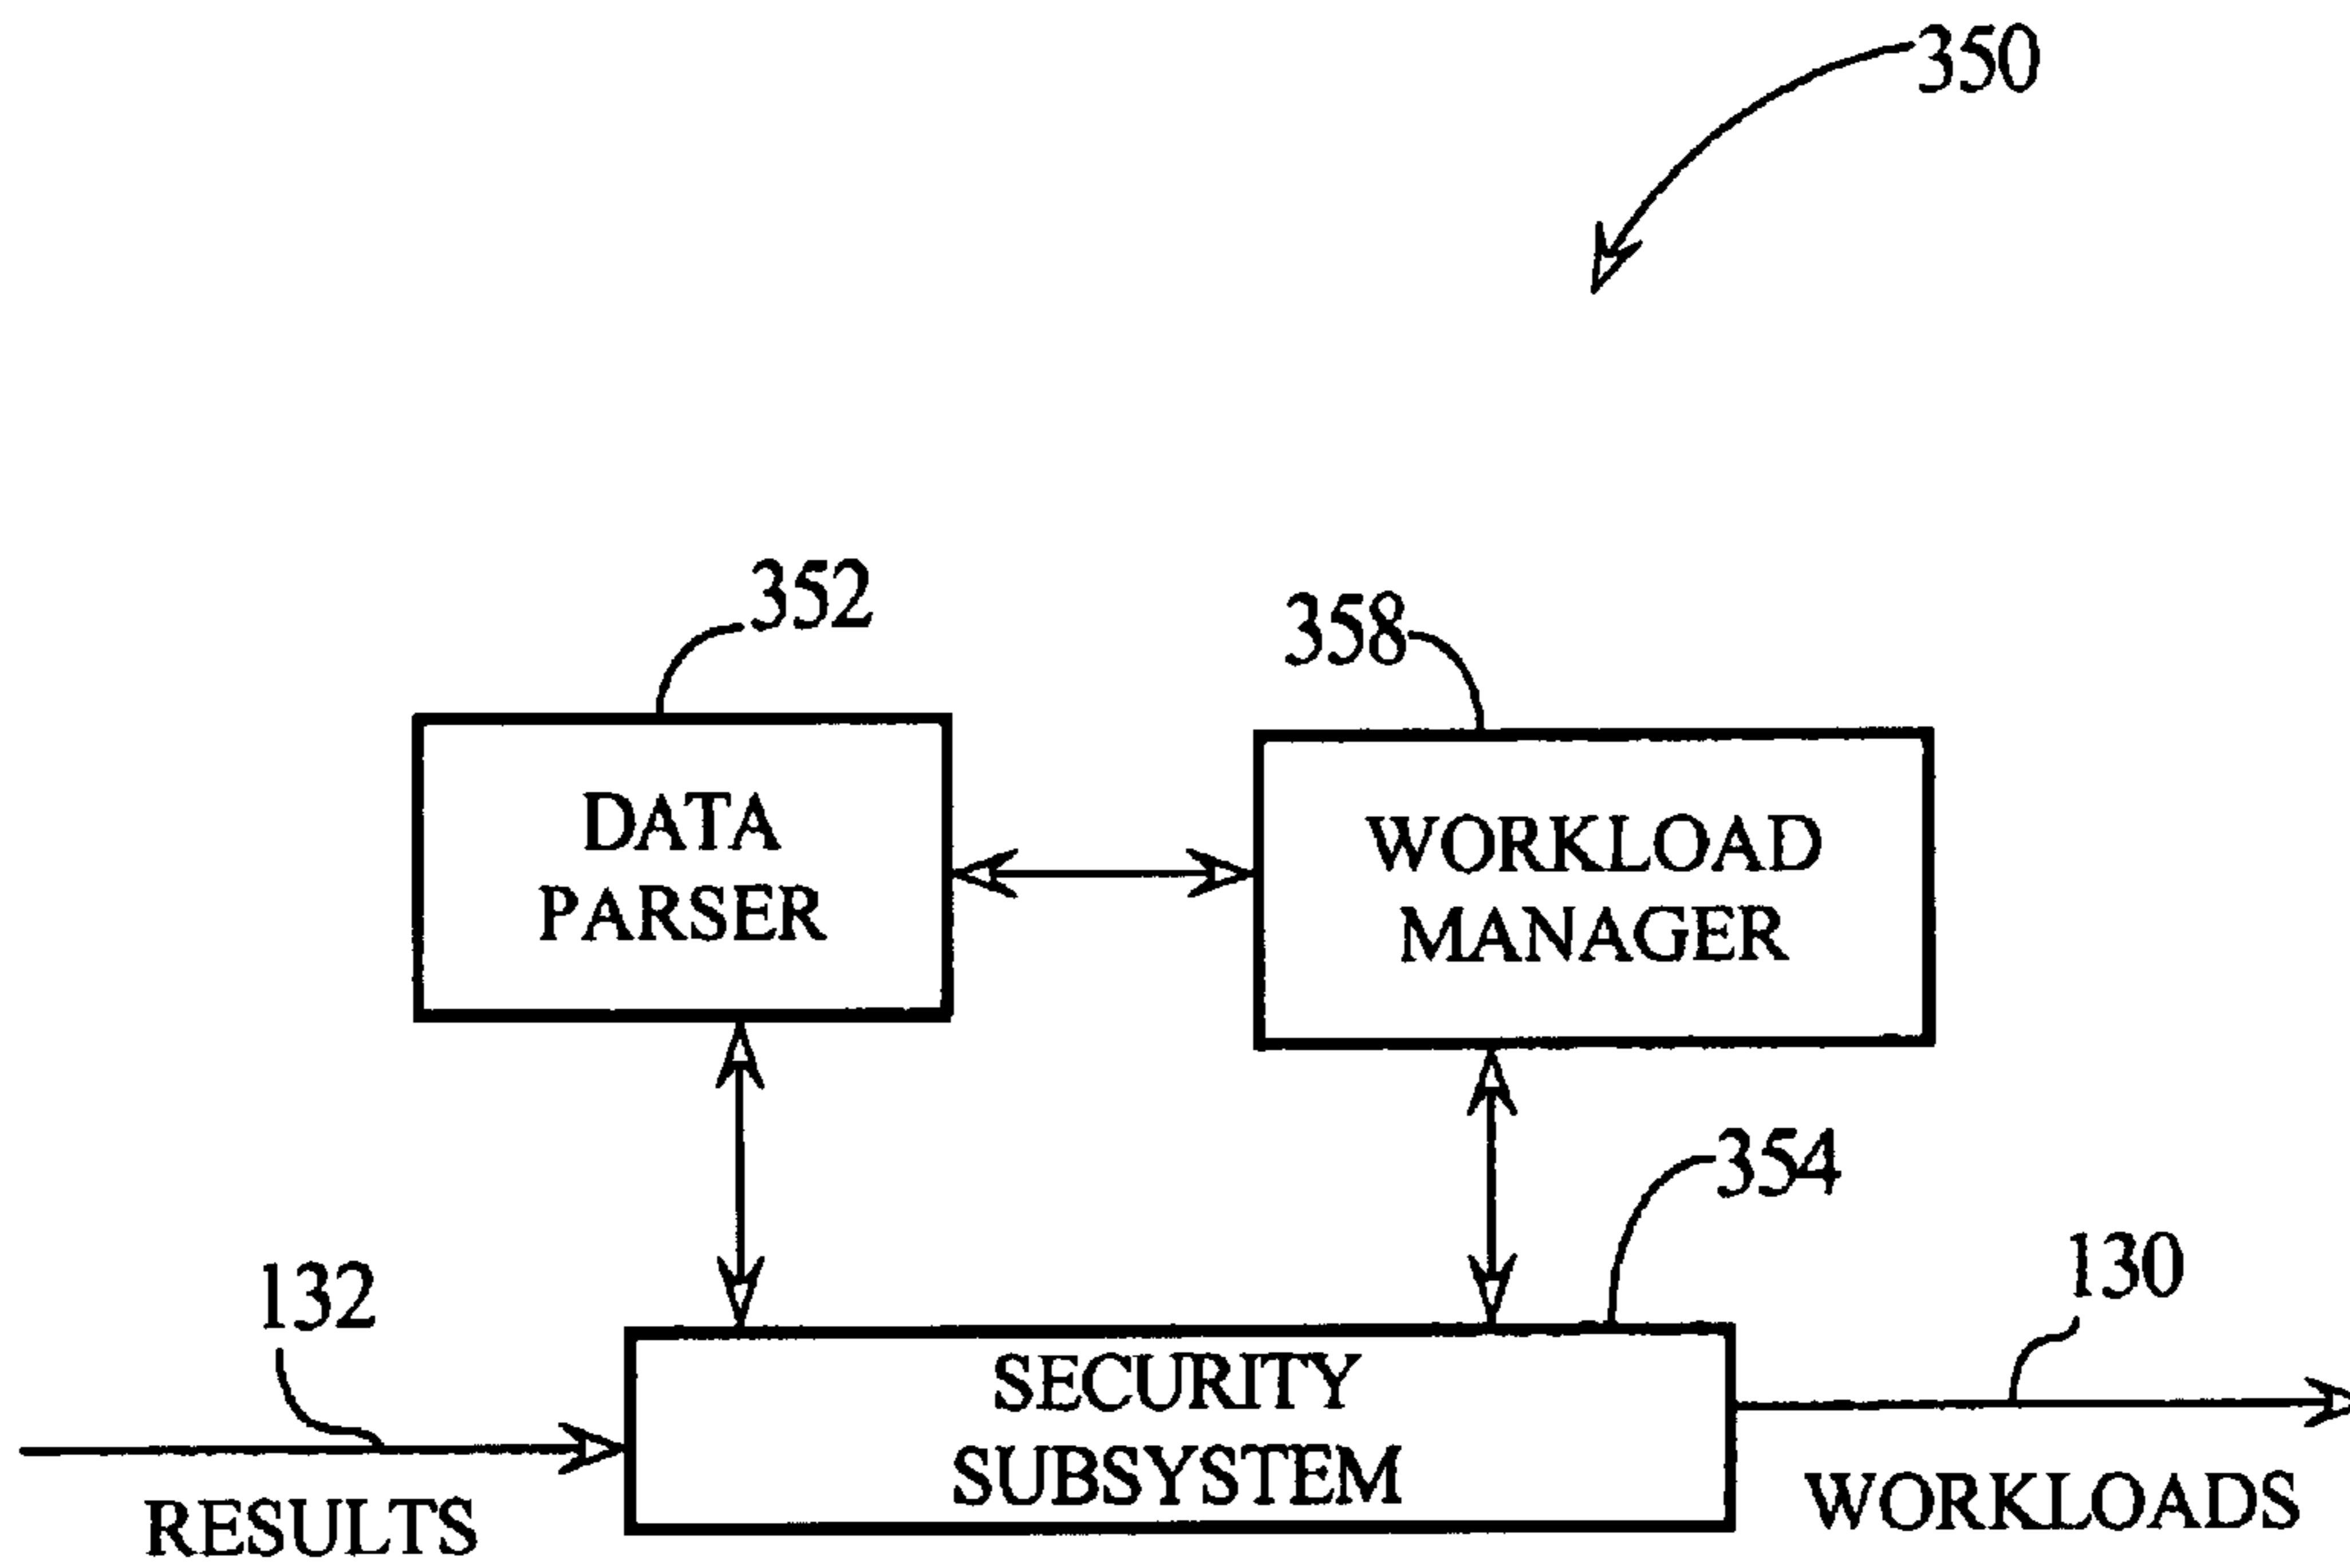 350
352
358
DATA
PARSER
WORKLOAD
MANAGER
354
132
130
SECURITY
SUBSYSTEM
RESULTS
WORKLOADS